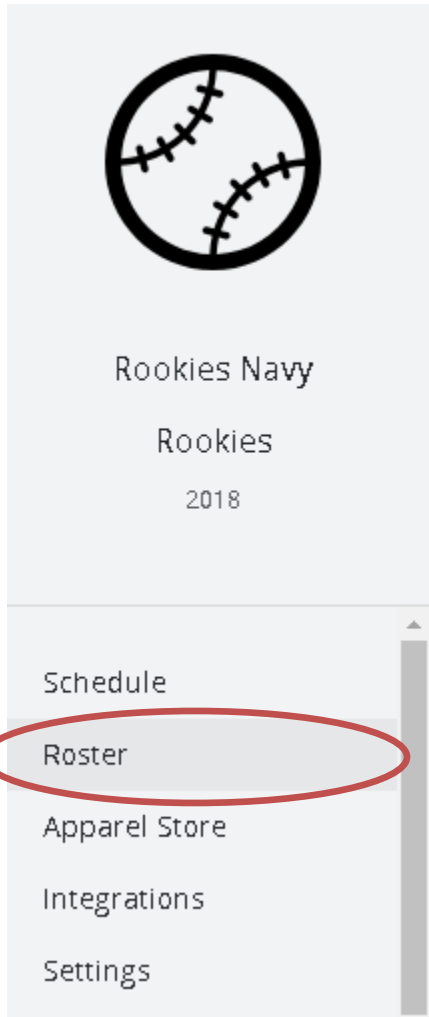 Rookies Navy
Rookies
2018
Schedule
Roster
Apparel Store
Integrations
Settings